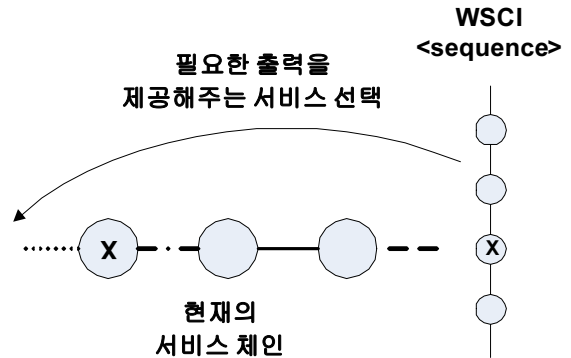 WSCI
<sequence>
필요한 출력을
제공해주는 서비스 선택
X
X
현재의
서비스 체인